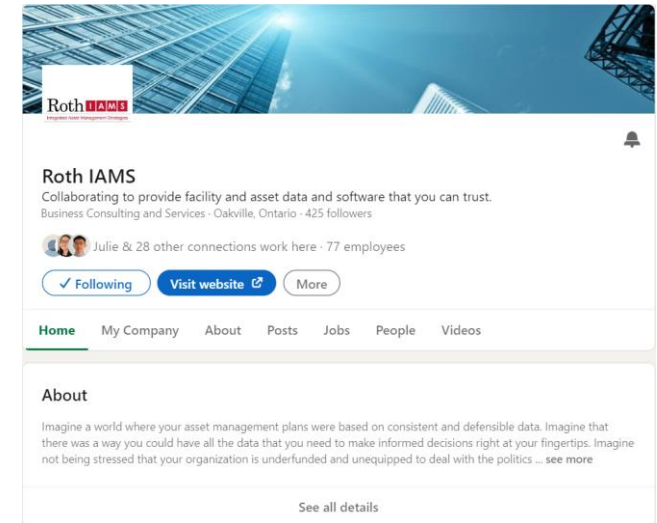 Roth IAMS
Integrated Asset Management Strategies
Roth IAMS
Collaborating to provide facility and asset data and software that you can trust.
Business Consulting and Services · Oakville, Ontario · 425 followers
Julie & 28 other connections work here · 77 employees
✓ Following
Visit website
More
Home My Company About Posts Jobs People Videos
About
Imagine a world where your asset management plans were based on consistent and defensible data. Imagine that
there was a way you could have all the data that you need to make informed decisions right at your fingertips. Imagine
not being stressed that your organization is underfunded and unequipped to deal with the politics ... see more
See all details